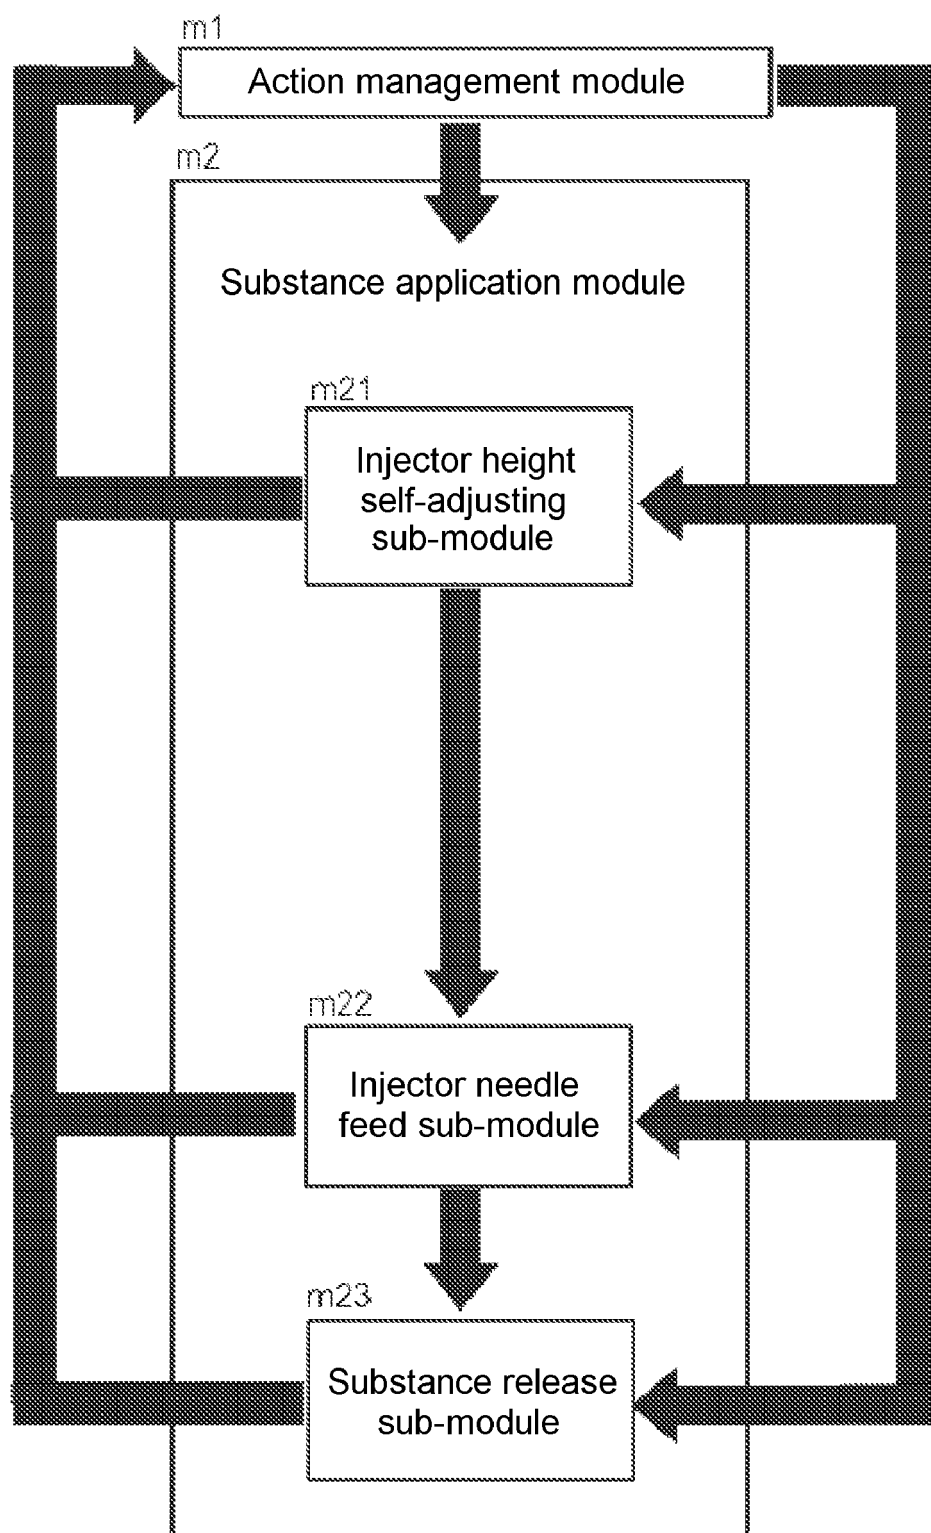 m1
Action management module
m2
Substance application module
m21
Injector height
self-adjusting
sub-module
m22
Injector needle
feed sub-module
m23
Substance release
sub-module